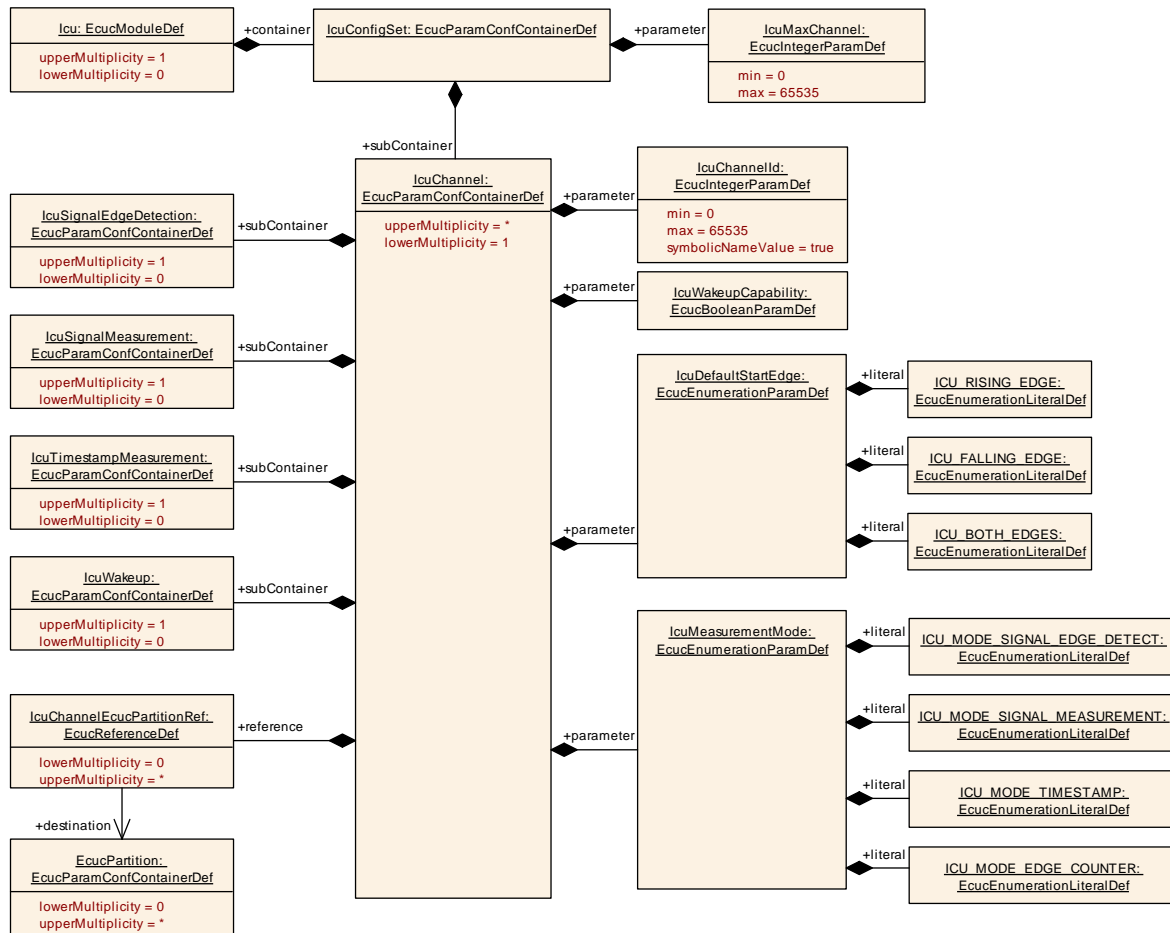 Icu: EcucModuleDef
upperMultiplicity = 1
lowerMultiplicity = 0
+container
IcuConfigSet: EcucParamConfContainerDef
+parameter
IcuMaxChannel:
EcucIntegerParamDef
min = 0
max = 65535
+subContainer
IcuChannel:
EcucParamConfContainerDef
upperMultiplicity = *
lowerMultiplicity = 1
+parameter
IcuChannelId:
EcucIntegerParamDef
min = 0
max = 65535
symbolicNameValue = true
IcuSignalEdgeDetection:
EcucParamConfContainerDef
upperMultiplicity = 1
lowerMultiplicity = 0
+subContainer
+parameter
IcuWakeupCapability:
EcucBooleanParamDef
IcuSignalMeasurement:
EcucParamConfContainerDef
upperMultiplicity = 1
lowerMultiplicity = 0
+subContainer
IcuDefaultStartEdge:
EcucEnumerationParamDef
+parameter
+literal
ICU_RISING_EDGE:
EcucEnumerationLiteralDef
+literal
ICU_FALLING_EDGE:
EcucEnumerationLiteralDef
+literal
ICU_BOTH_EDGES:
EcucEnumerationLiteralDef
IcuTimestampMeasurement:
EcucParamConfContainerDef
upperMultiplicity = 1
lowerMultiplicity = 0
+subContainer
IcuWakeup:
EcucParamConfContainerDef
upperMultiplicity = 1
lowerMultiplicity = 0
+subContainer
IcuMeasurementMode:
EcucEnumerationParamDef
+parameter
+literal
ICU_MODE_SIGNAL_EDGE_DETECT:
EcucEnumerationLiteralDef
+literal
ICU_MODE_SIGNAL_MEASUREMENT:
EcucEnumerationLiteralDef
+literal
ICU_MODE_TIMESTAMP:
EcucEnumerationLiteralDef
+literal
ICU_MODE_EDGE_COUNTER:
EcucEnumerationLiteralDef
IcuChannelEcucPartitionRef:
EcucReferenceDef
lowerMultiplicity = 0
upperMultiplicity = *
+reference
+destination
EcucPartition:
EcucParamConfContainerDef
lowerMultiplicity = 0
upperMultiplicity = *